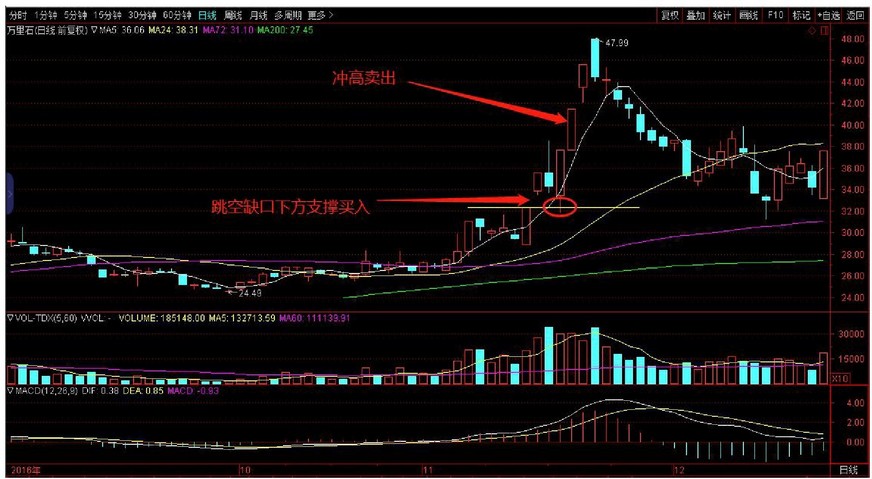 分时 1分钟 5分钟 15分钟 30分钟 60分钟 日线 周线 月线 多周期 更多 > 复权 叠加 统计 画线 F10 标记 +自选 返回
万里石(日线 前复权) ▽ MA5: 36.06 MA24: 38.31 MA72: 31.10 MA200: 27.45
48.00
47.99
46.00
冲高卖出
44.00
42.00
40.00
38.00
36.00
34.00
跳空缺口下方支撑买入
32.00
30.00
28.00
26.00
24.49
24.00
▽ VOL-TDX(5,60) VVOL: - VOLUME: 185148.00 MA5: 132713.59 MA60: 111139.91
30000
15000
X10
▽ MACD(12,26,9) DIF: 0.38 DEA: 0.85 MACD: -0.93
4.00
2.00
0.00
2016年 10 11 12 日线